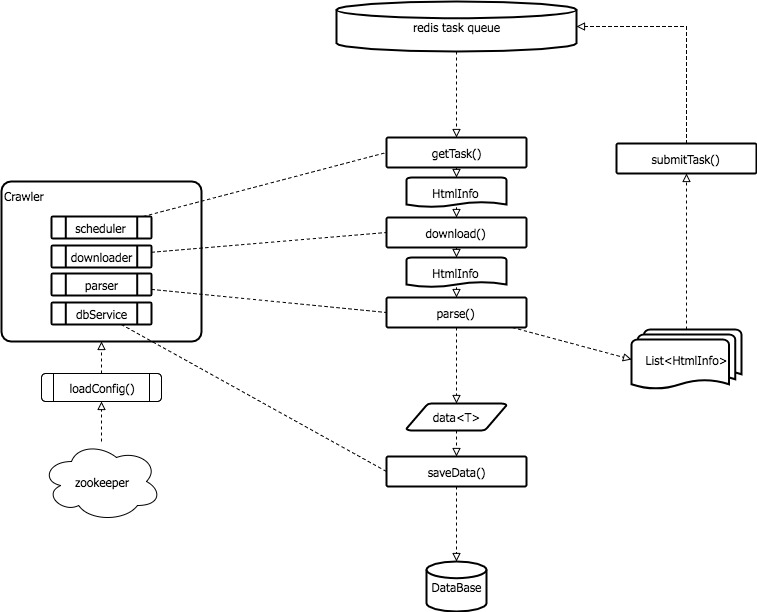 redis task queue
getTask()
submitTask()
HtmlInfo
Crawler
scheduler
download()
downloader
HtmlInfo
parser
dbService
parse()
List<HtmlInfo>
loadConfig()
data<T>
saveData()
zookeeper
DataBase